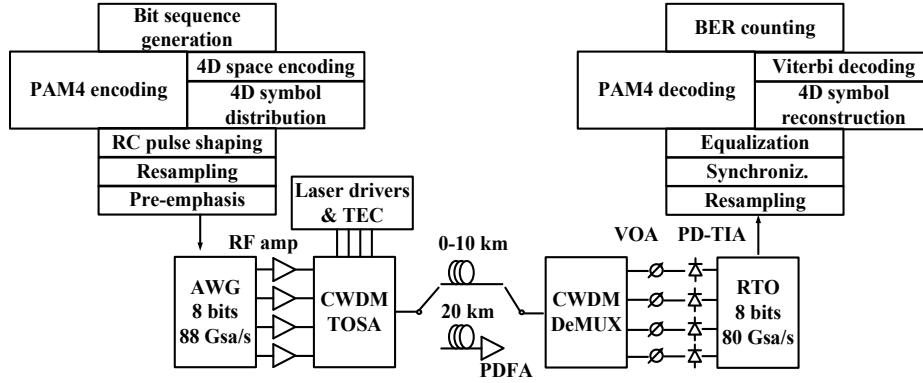 Bit sequence
generation
PAM4 encoding
4D space encoding
4D symbol
distribution
RC pulse shaping
Resampling
Pre-emphasis
BER counting
PAM4 decoding
Viterbi decoding
4D symbol
reconstruction
Equalization
Synchroniz.
Resampling
Laser drivers
& TEC
RF amp
AWG
8 bits
88 Gsa/s
CWDM
TOSA
0-10 km
20 km
PDFA
CWDM
DeMUX
VOA
PD-TIA
RTO
8 bits
80 Gsa/s